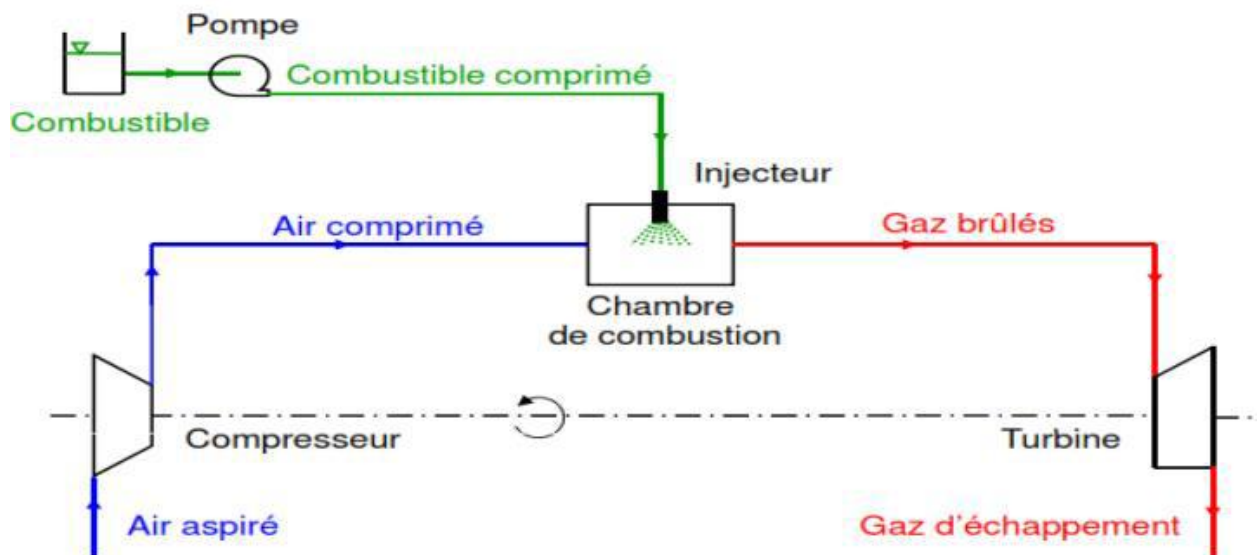 Pompe
Combustible comprimé
Combustible
Injecteur
Air comprimé
Gaz brûlés
Chambre
de combustion
Compresseur
Turbine
Air aspiré
Gaz d'échappement